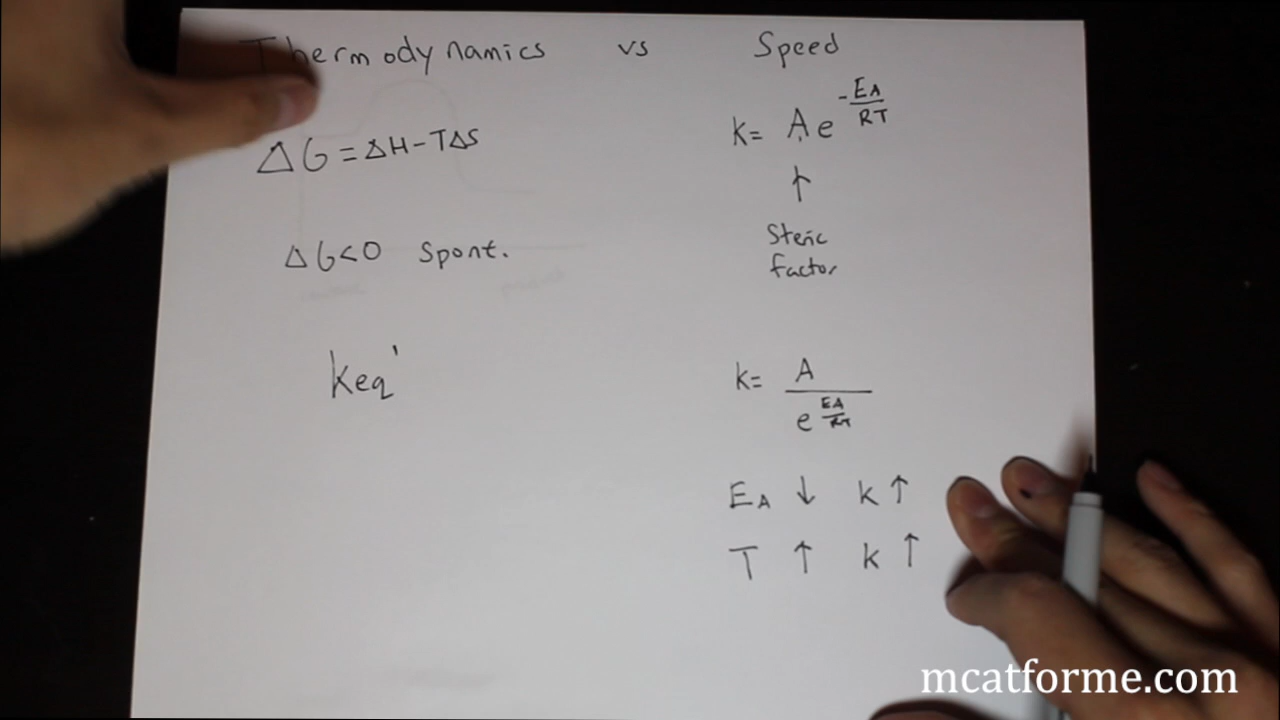 Thermodynamics vs Speed
ΔG = ΔH - TΔS
ΔG<0 Spont.
Keq'
k= A e^-EA/RT
↑
Steric
factor
k= A / e^EA/RT
EA ↓ k ↑
T ↑ k ↑
mcatforme.com